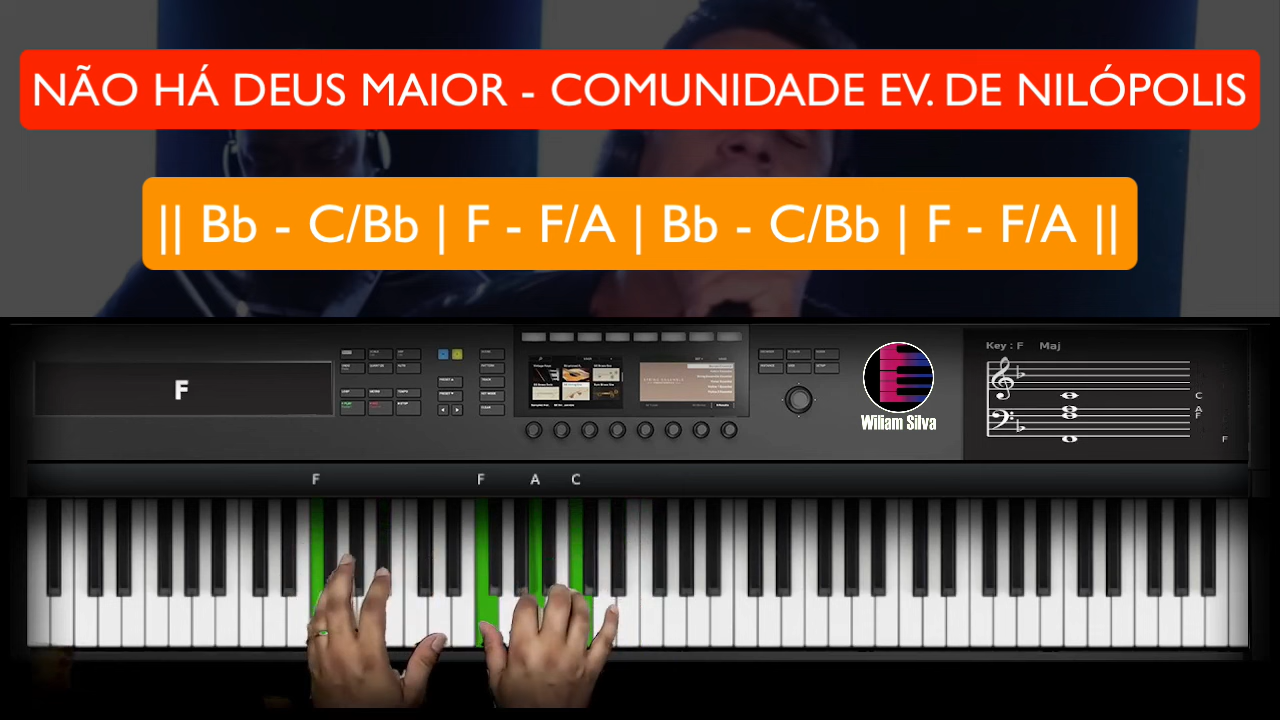 NÃO HÁ DEUS MAIOR - COMUNIDADE EV. DE NILÓPOLIS
|| Bb - C/Bb | F - F/A | Bb - C/Bb | F - F/A ||
F
Wiliam Silva
Key : F Maj
C
A
F
F
F F A C